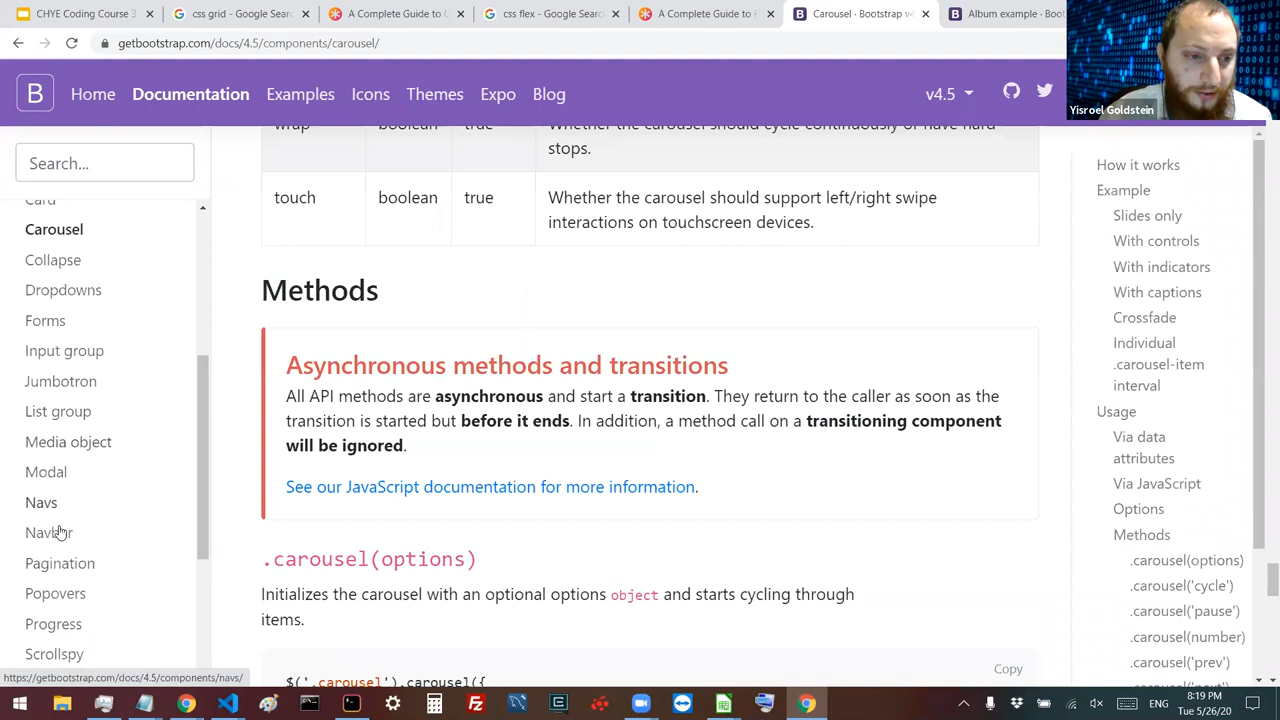 CHYE Coding Course 3
css grid - Google Sear
A Complete Guide to
css flex - Google Searc
A Complete Guide to F
Carousel · Bootstrap v
Album example · Boo
getbootstrap.com/docs/4.5/components/carousel/
B
Home
Documentation
Examples
Icons
Themes
Expo
Blog
v4.5
Yisroel Goldstein
Search...
Card
Carousel
Collapse
Dropdowns
Forms
Input group
Jumbotron
List group
Media object
Modal
Navs
Navbar
Pagination
Popovers
Progress
Scrollspy
wrap boolean true Whether the carousel should cycle continuously or have hard
stops.
touch boolean true Whether the carousel should support left/right swipe
interactions on touchscreen devices.
Methods
Asynchronous methods and transitions
All API methods are asynchronous and start a transition. They return to the caller as soon as the
transition is started but before it ends. In addition, a method call on a transitioning component
will be ignored.
See our JavaScript documentation for more information.
.carousel(options)
Initializes the carousel with an optional options object and starts cycling through
items.
Copy
$('.carousel').carousel({
How it works
Example
Slides only
With controls
With indicators
With captions
Crossfade
Individual
.carousel-item
interval
Usage
Via data
attributes
Via JavaScript
Options
Methods
.carousel(options)
.carousel('cycle')
.carousel('pause')
.carousel(number)
.carousel('prev')
https://getbootstrap.com/docs/4.5/components/navs/
ENG
8:19 PM
Tue 5/26/20